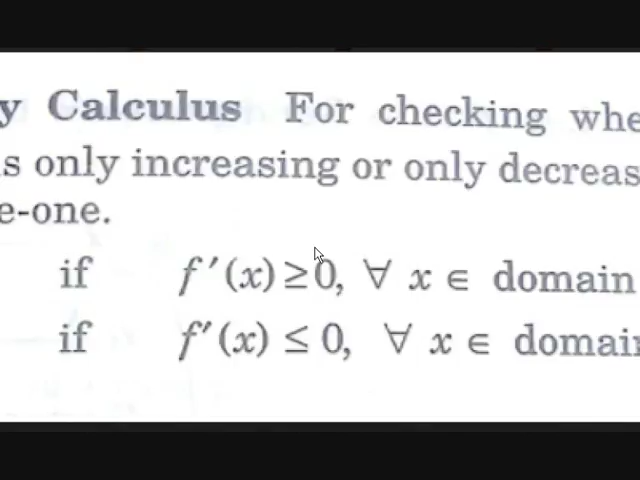 y Calculus For checking whe
s only increasing or only decreas
e-one.
if f'(x) ≥ 0, ∀ x ∈ domain
if f'(x) ≤ 0, ∀ x ∈ domain